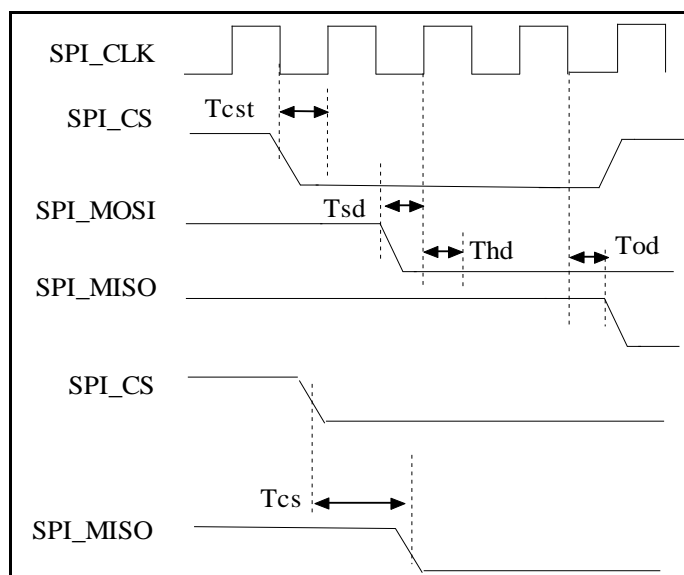 SPI_CLK
Tcst
SPI_CS
Tsd
SPI_MOSI
Thd
Tod
SPI_MISO
SPI_CS
Tcs
SPI_MISO